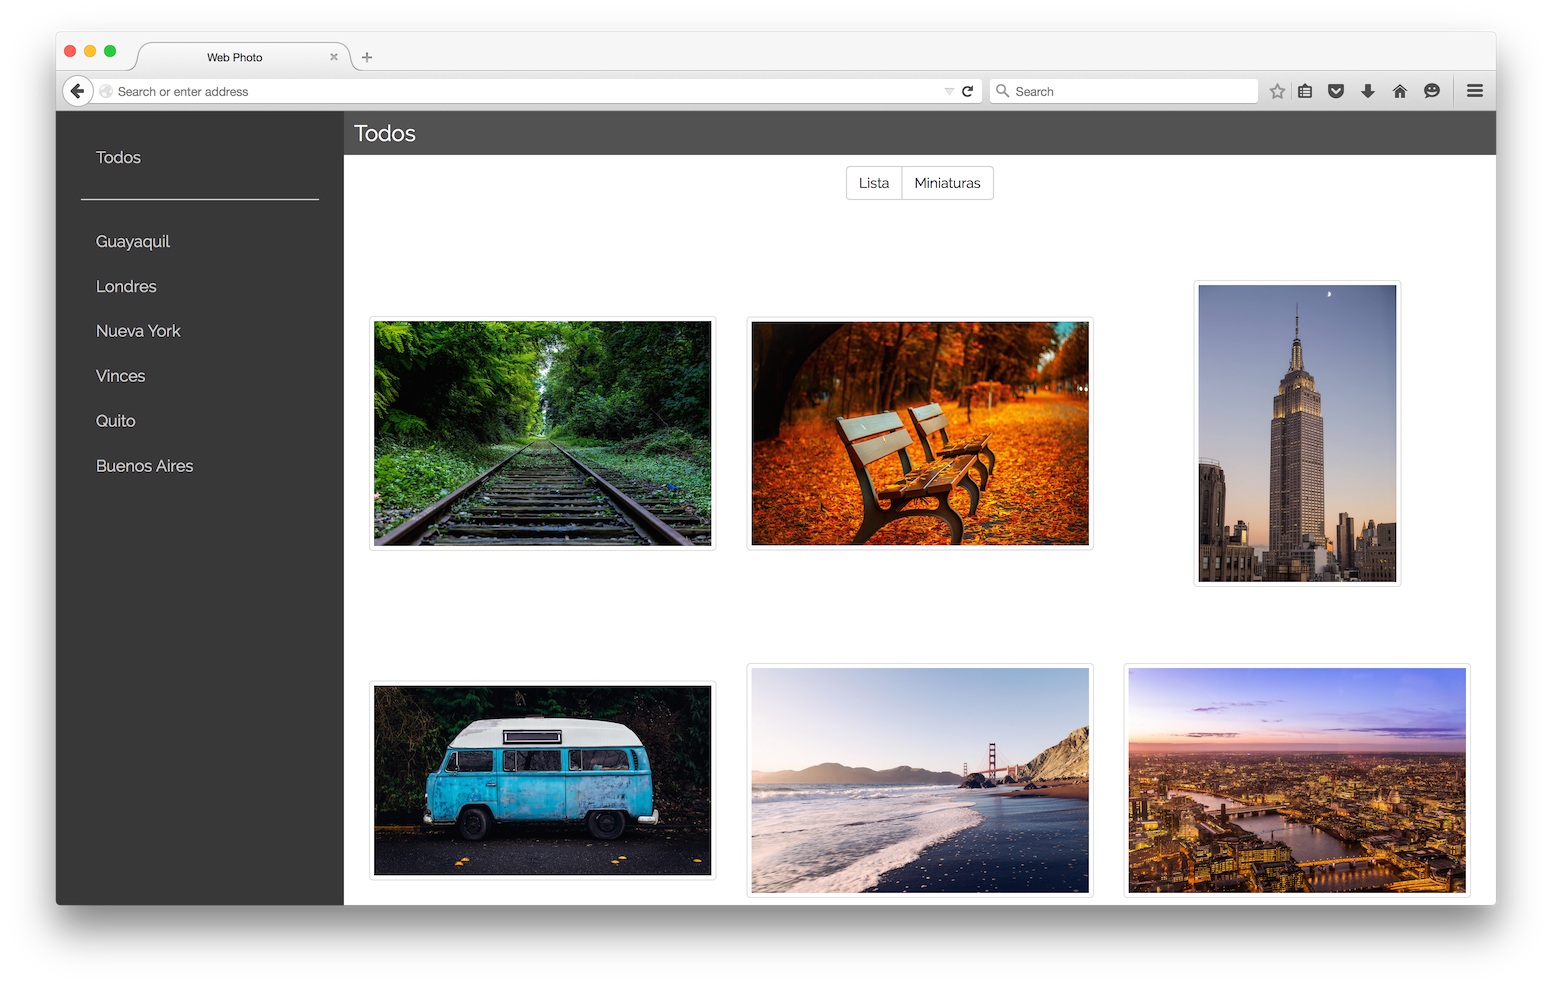 Web Photo
Search or enter address
Search
Todos
Guayaquil
Londres
Nueva York
Vinces
Quito
Buenos Aires
Todos
Lista
Miniaturas